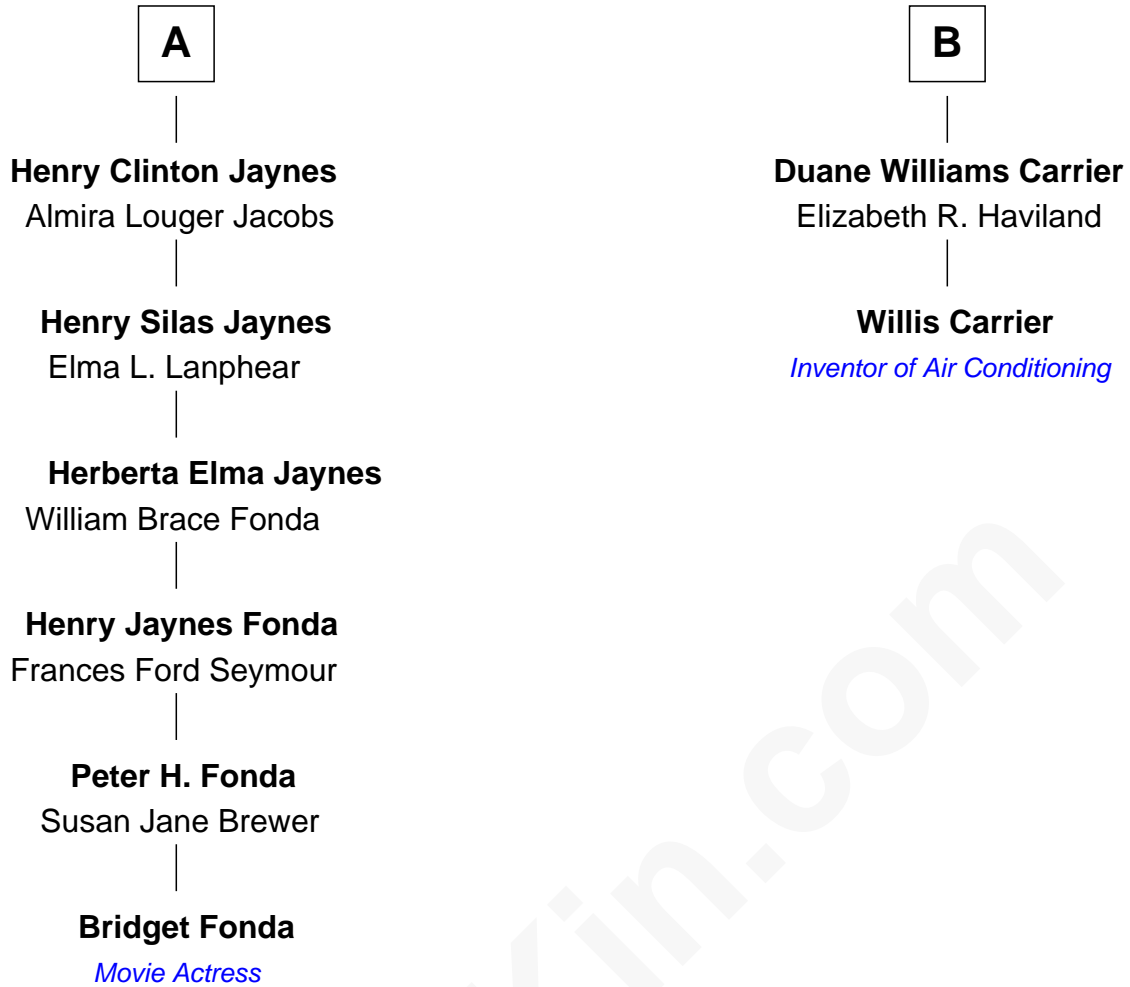 A
Henry Clinton Jaynes
Almira Louger Jacobs
Henry Silas Jaynes
Elma L. Lanphear
Herberta Elma Jaynes
William Brace Fonda
Henry Jaynes Fonda
Frances Ford Seymour
Peter H. Fonda
Susan Jane Brewer
Bridget Fonda
Movie Actress
B
Duane Williams Carrier
Elizabeth R. Haviland
Willis Carrier
Inventor of Air Conditioning
Kin.com